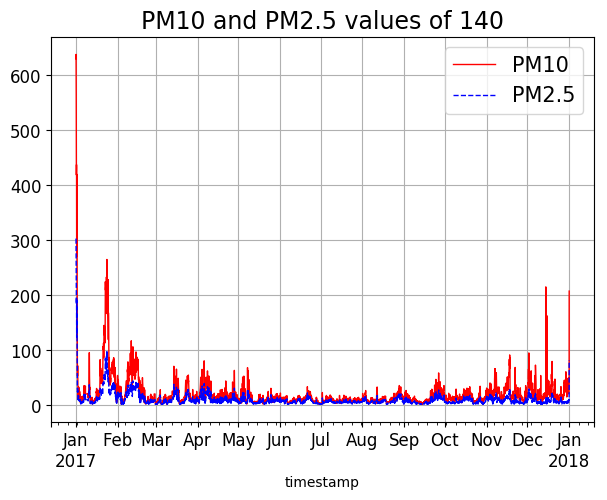 PM10 and PM2.5 values of 140
PM10
PM2.5
600
500
400
300
200
100
0
Jan Feb Mar Apr May Jun Jul Aug Sep Oct Nov Dec Jan
2017 2018
timestamp